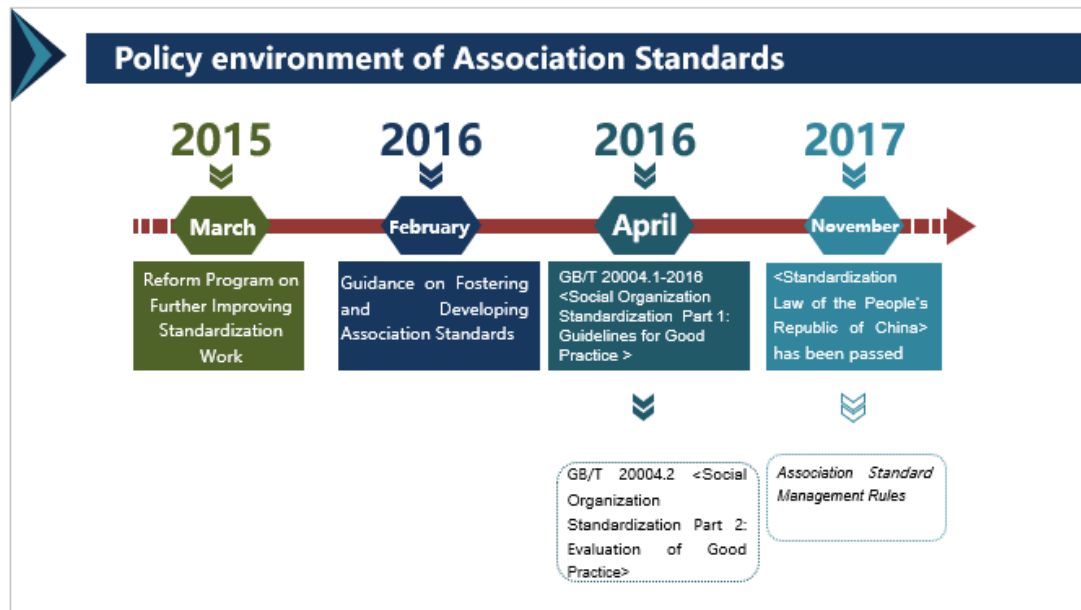 Policy environment of Association Standards
2015
2016
2016
2017
March
February
April
November
Reform Program on
Further Improving
Standardization
Work
Guidance on Fostering
and Developing
Association Standards
GB/T 20004.1-2016
<Social Organization
Standardization Part 1:
Guidelines for Good
Practice >
<Standardization
Law of the People's
Republic of China>
has been passed
GB/T 20004.2 <Social
Organization
Standardization Part 2:
Evaluation of Good
Practice>
Association Standard
Management Rules